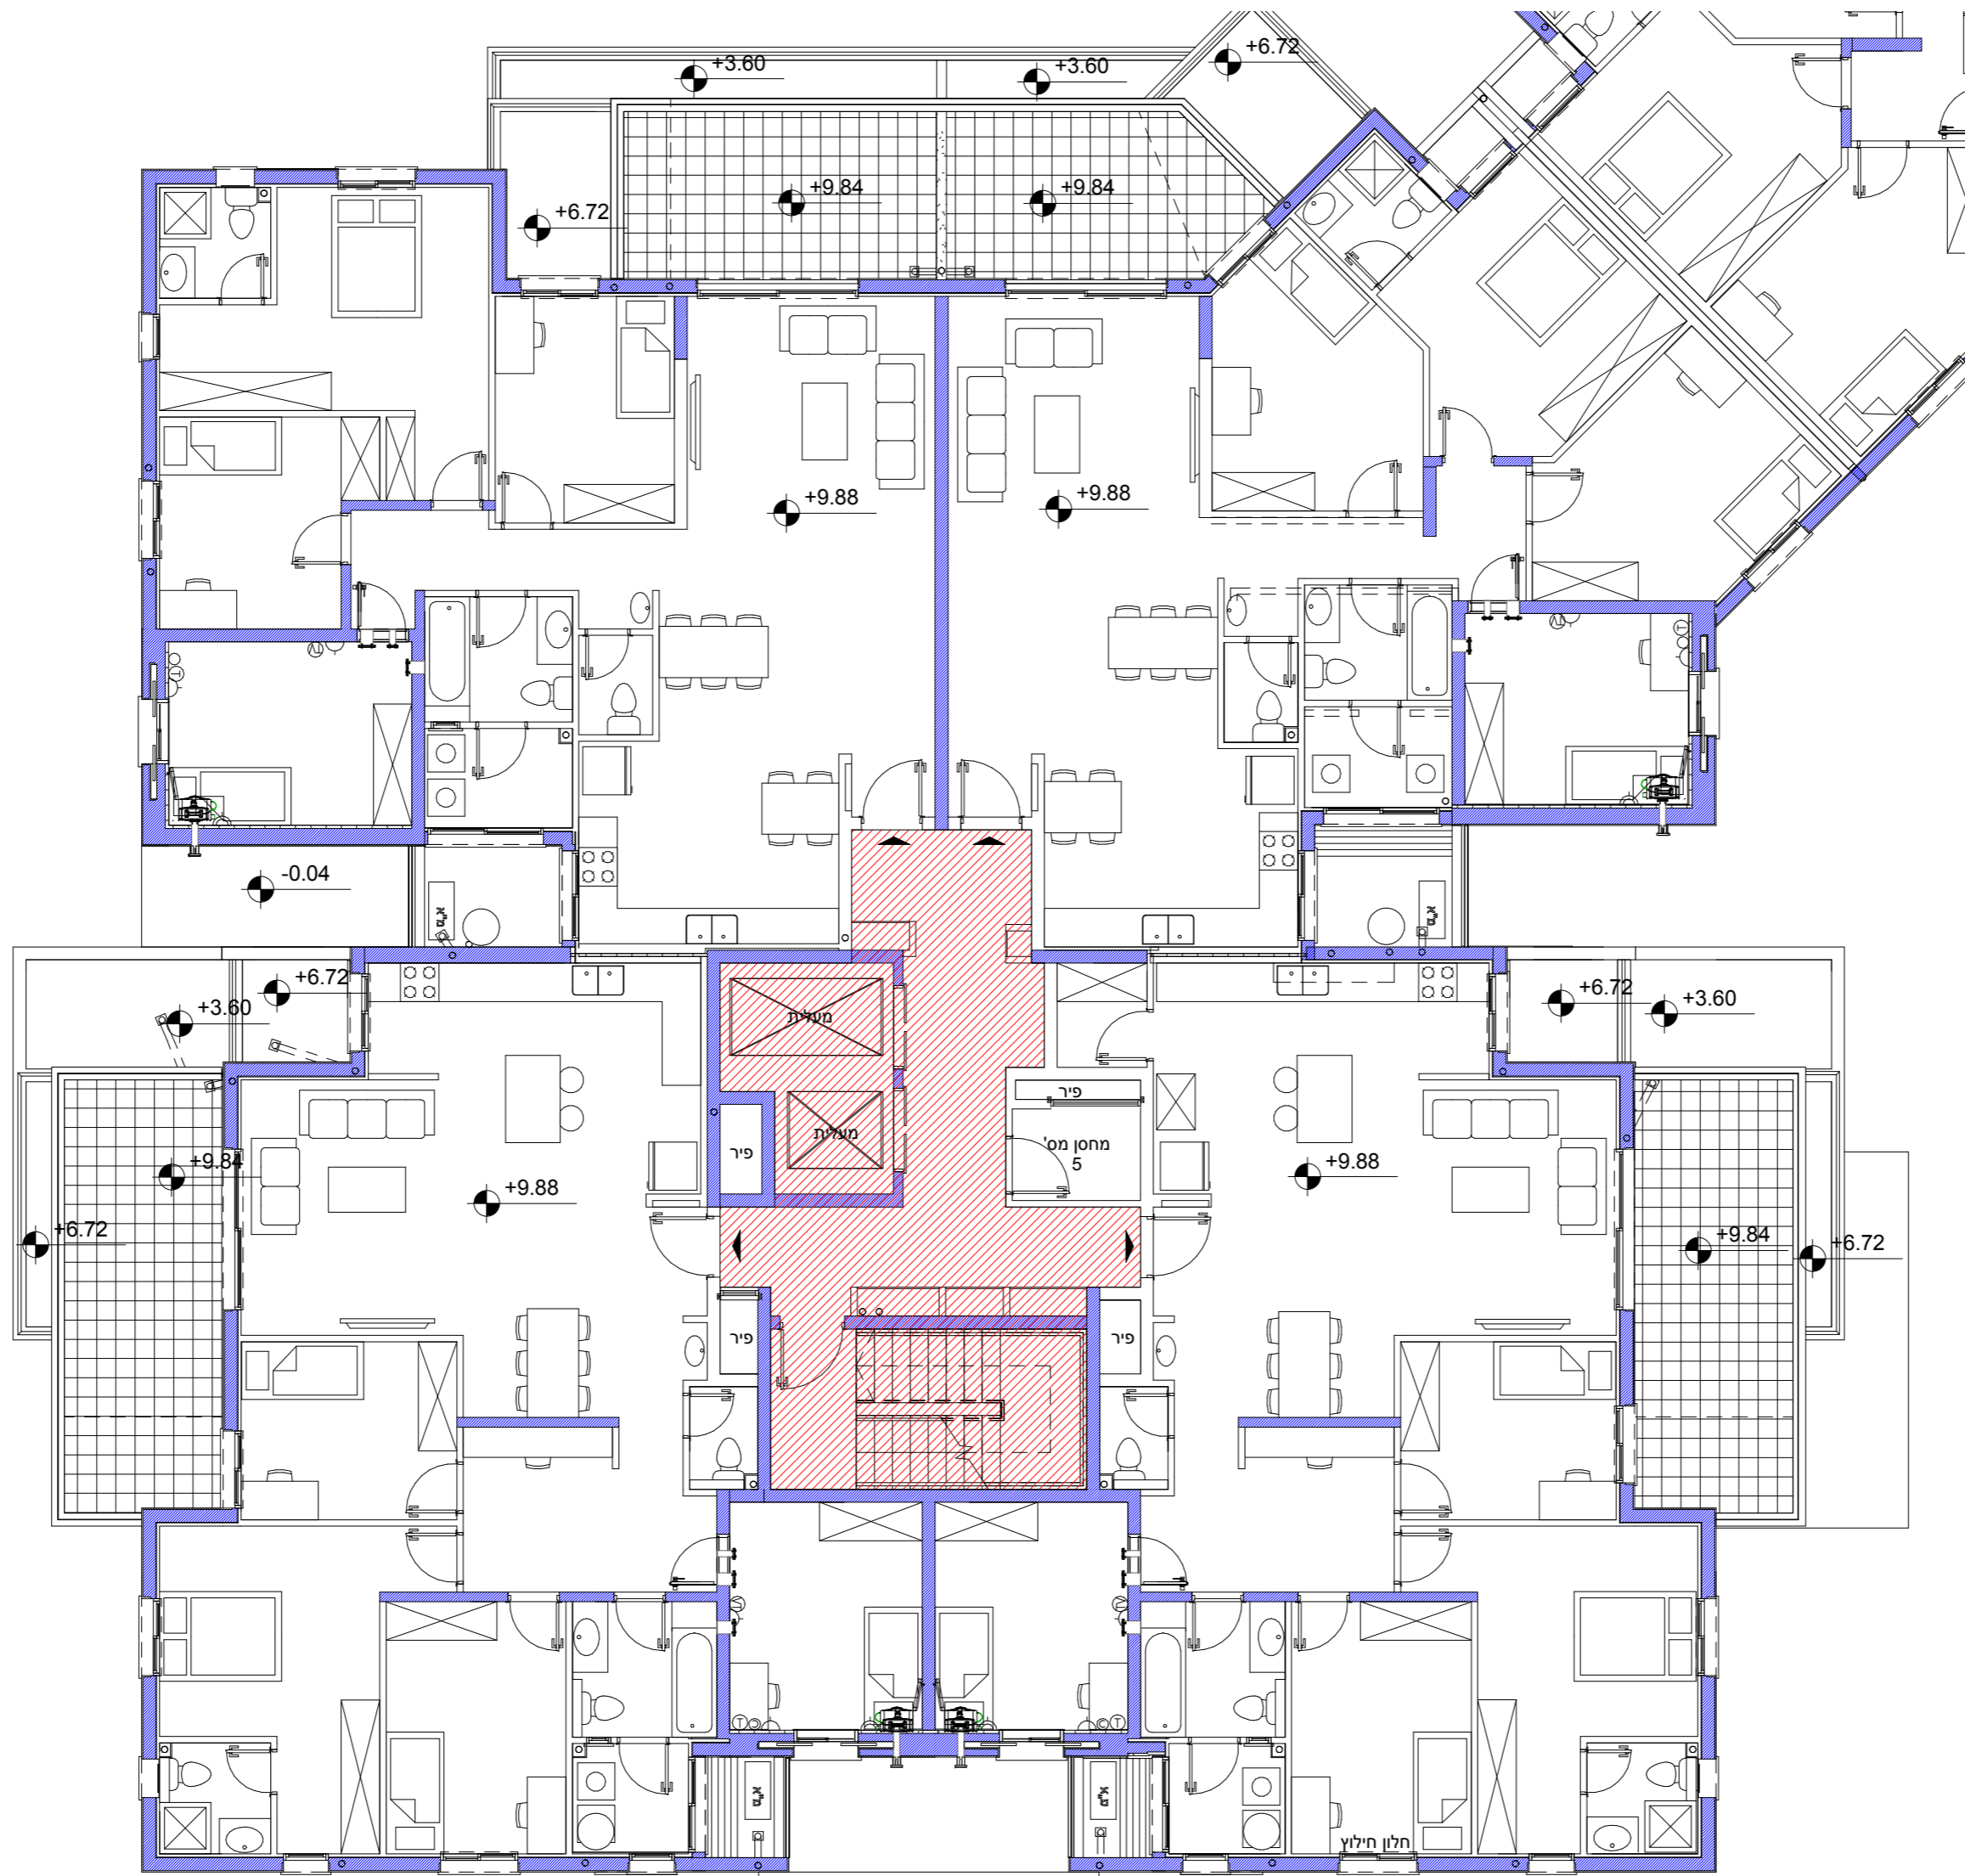 +3.60
+3.60
+6.72
+9.84
+9.84
+6.72
+9.88
+9.88
-0.04
מ"א
מ"א
+6.72
+3.60
מעלית
+6.72
+3.60
פיר
מעלית
פיר
מחסן מס'
5
+9.84
+9.88
+9.88
+6.72
+9.84
+6.72
פיר
פיר
T
T
T
T
מ"א
מ"א
חלון חילוץ